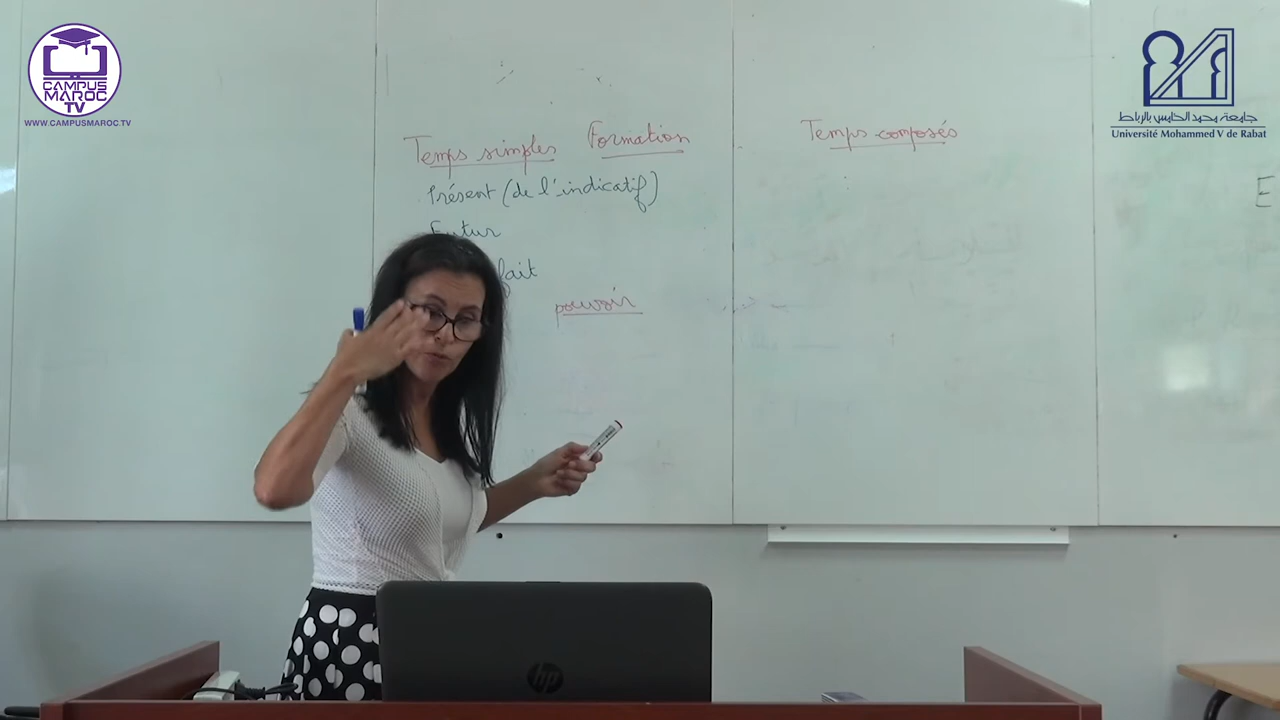 CAMPUS
MAROC
TV
WWW.CAMPUSMAROC.TV
جامعة محمد الخامس بالرباط
Université Mohammed V de Rabat
Temps simples Formation
Temps composés
Présent (de l'indicatif)
Futur
fait
pouvoir
E
hp